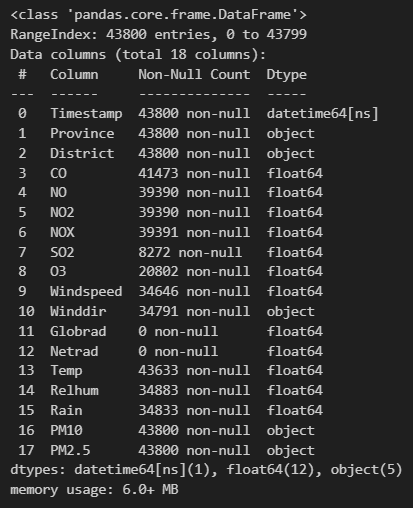 <class 'pandas.core.frame.DataFrame'>
RangeIndex: 43800 entries, 0 to 43799
Data columns (total 18 columns):
 #   Column     Non-Null Count  Dtype
---  ------     --------------  -----
 0   Timestamp  43800 non-null  datetime64[ns]
 1   Province   43800 non-null  object
 2   District   43800 non-null  object
 3   CO         41473 non-null  float64
 4   NO         39390 non-null  float64
 5   NO2        39390 non-null  float64
 6   NOX        39391 non-null  float64
 7   SO2        8272 non-null   float64
 8   O3         20802 non-null  float64
 9   Windspeed  34646 non-null  float64
 10  Winddir    34791 non-null  object
 11  Globrad    0 non-null      float64
 12  Netrad     0 non-null      float64
 13  Temp       43633 non-null  float64
 14  Relhum     34883 non-null  float64
 15  Rain       34833 non-null  float64
 16  PM10       43800 non-null  object
 17  PM2.5      43800 non-null  object
dtypes: datetime64[ns](1), float64(12), object(5)
memory usage: 6.0+ MB